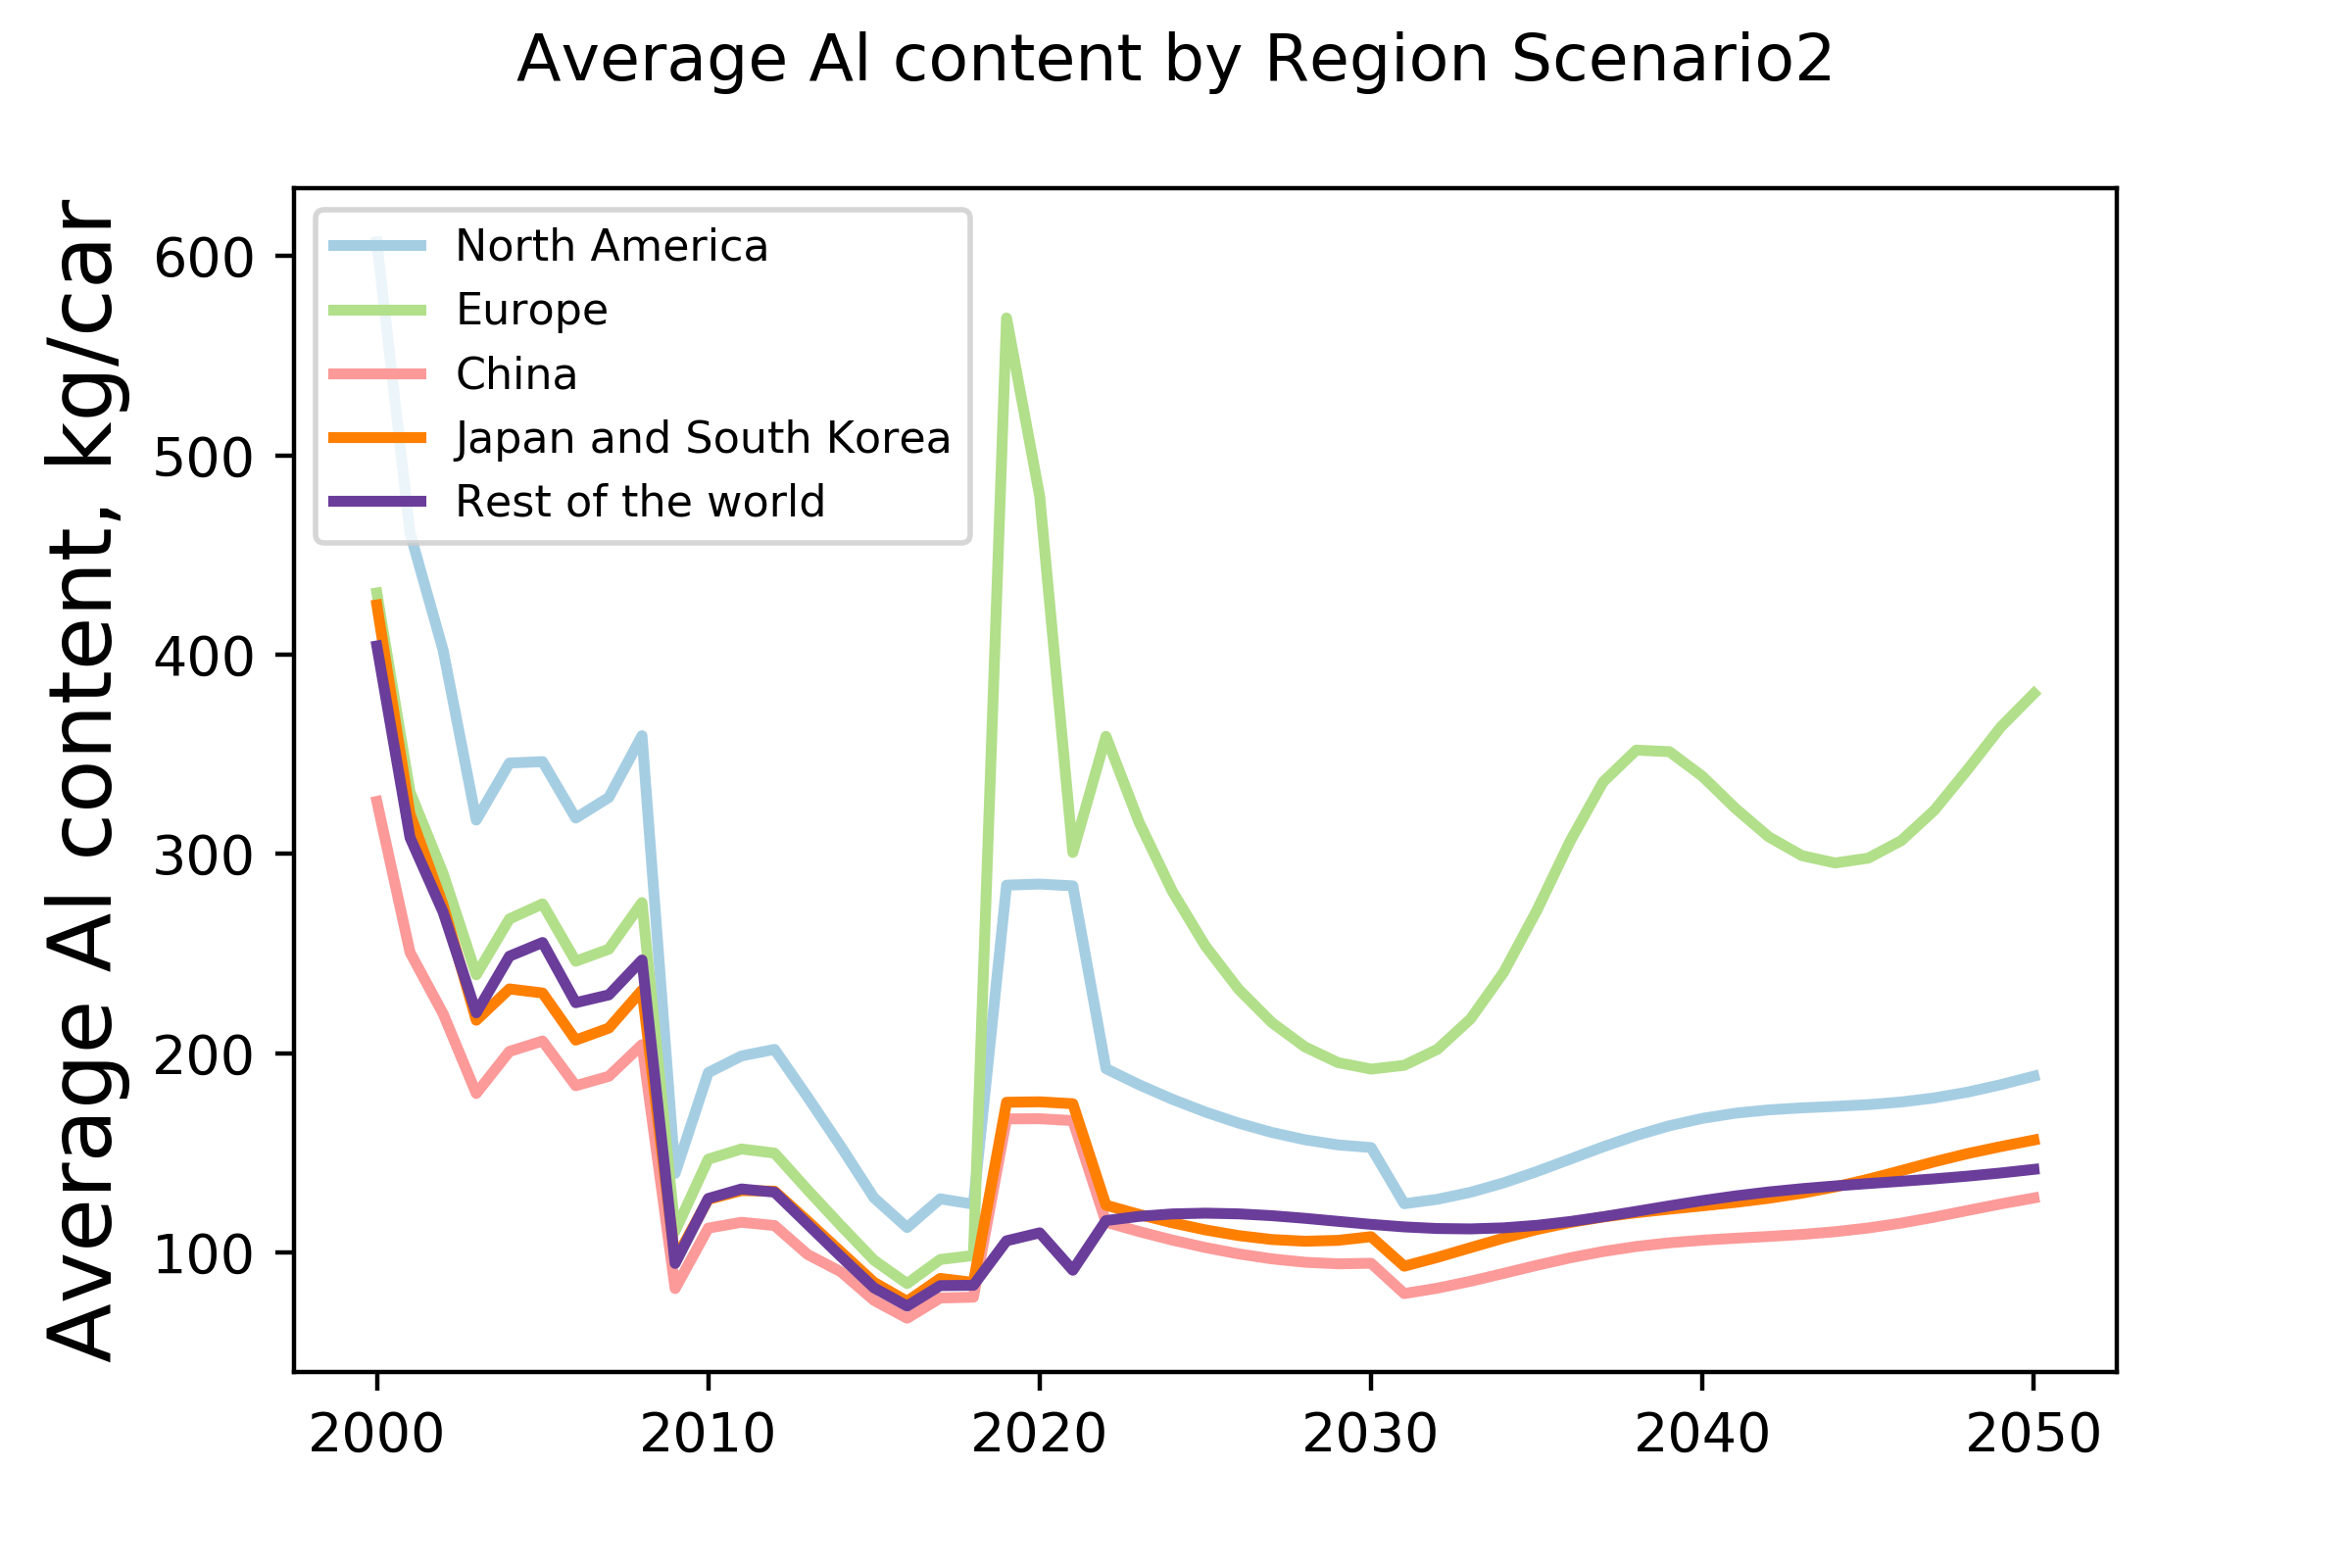 Average Al content by Region Scenario2
Average Al content, kg/car
600
500
400
300
200
100
North America
Europe
China
Japan and South Korea
Rest of the world
2000
2010
2020
2030
2040
2050